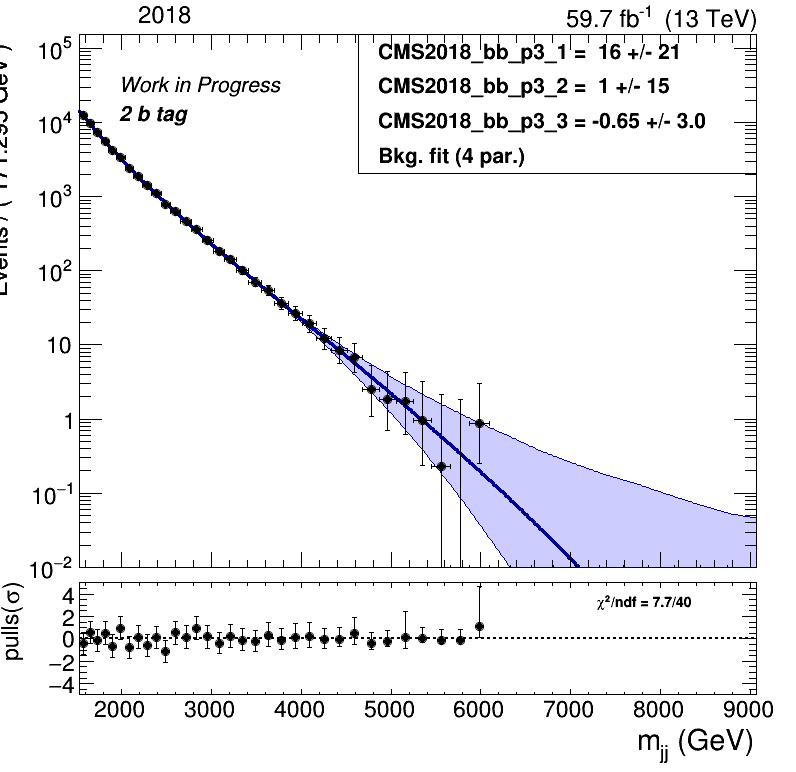 2018
59.7 fb⁻¹ (13 TeV)
CMS2018_bb_p3_1 = 16 +/- 21
CMS2018_bb_p3_2 = 1 +/- 15
CMS2018_bb_p3_3 = -0.65 +/- 3.0
Bkg. fit (4 par.)
Work in Progress
2 b tag
10⁵
10⁴
10³
10²
10
1
10⁻¹
10⁻²
χ²/ndf = 7.7/40
pulls(σ)
4
2
0
−2
−4
2000 3000 4000 5000 6000 7000 8000 9000
m_jj (GeV)